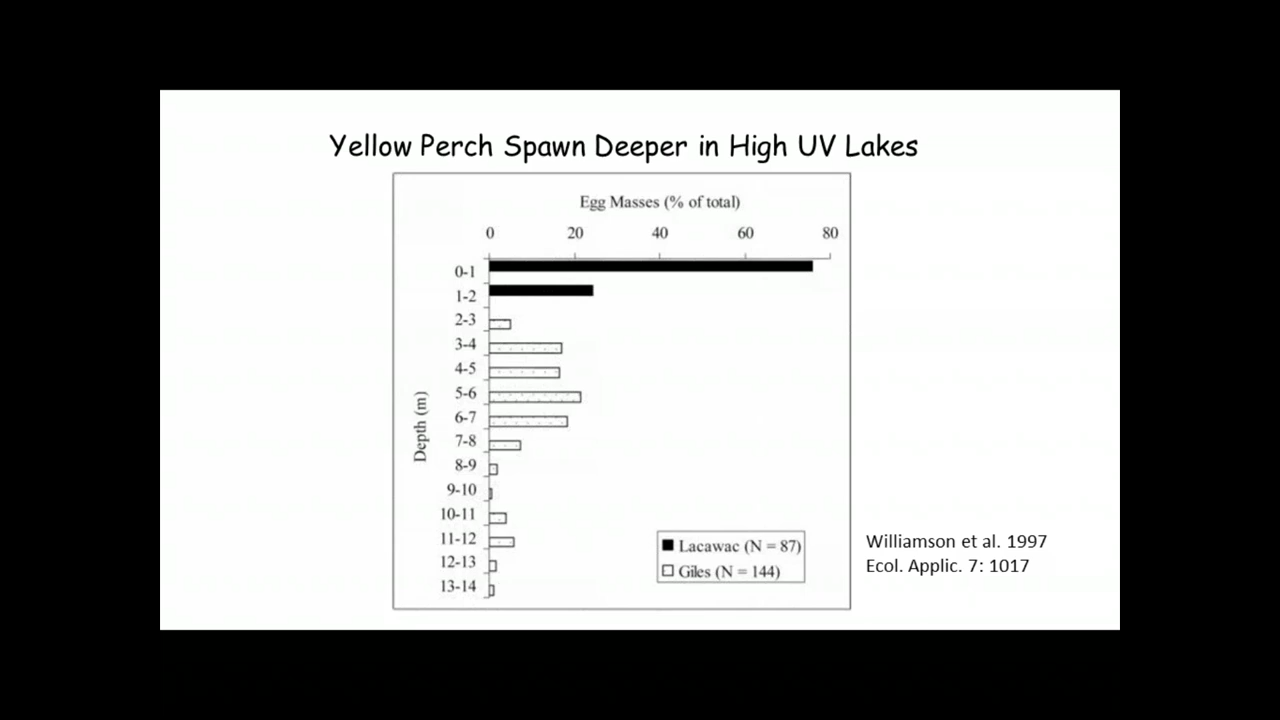 Yellow Perch Spawn Deeper in High UV Lakes
Egg Masses (% of total)
0 20 40 60 80
0-1
1-2
2-3
3-4
4-5
5-6
6-7
7-8
8-9
9-10
10-11
11-12
12-13
13-14
Depth (m)
Lacawac (N = 87)
Giles (N = 144)
Williamson et al. 1997
Ecol. Applic. 7: 1017